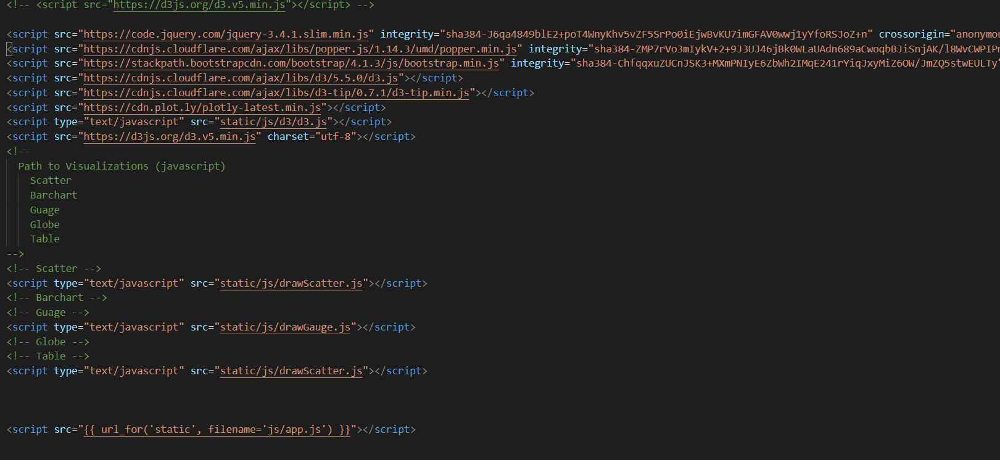 <!-- <script src="https://d3js.org/d3.v5.min.js"></script> -->
<script src="https://code.jquery.com/jquery-3.4.1.slim.min.js" integrity="sha384-J6qa4849blE2+poT4WnyKhv5vZF5SrPo0iEjwBvKU7imGFAV0wwj1yYfoRSJoZ+n" crossorigin="anonymou
<script src="https://cdnjs.cloudflare.com/ajax/libs/popper.js/1.14.3/umd/popper.min.js" integrity="sha384-ZMP7rVo3mIykV+2+9J3UJ46jBk0WLaUAdn689aCwoqbBJiSnjAK/l8WvCWPIPm
<script src="https://stackpath.bootstrapcdn.com/bootstrap/4.1.3/js/bootstrap.min.js" integrity="sha384-ChfqqxuZUCnJSK3+MXmPNIyE6ZbWh2IMqE241rYiqJxyMiZ6OW/JmZQ5stwEULTy"
<script src="https://cdnjs.cloudflare.com/ajax/libs/d3/5.5.0/d3.js"></script>
<script src="https://cdnjs.cloudflare.com/ajax/libs/d3-tip/0.7.1/d3-tip.min.js"></script>
<script src="https://cdn.plot.ly/plotly-latest.min.js"></script>
<script type="text/javascript" src="static/js/d3/d3.js"></script>
<script src="https://d3js.org/d3.v5.min.js" charset="utf-8"></script>
<!--
Path to Visualizations (javascript)
Scatter
Barchart
Guage
Globe
Table
-->
<!-- Scatter -->
<script type="text/javascript" src="static/js/drawScatter.js"></script>
<!-- Barchart -->
<!-- Guage -->
<script type="text/javascript" src="static/js/drawGauge.js"></script>
<!-- Globe -->
<!-- Table -->
<script type="text/javascript" src="static/js/drawScatter.js"></script>
<script src="{{ url_for('static', filename='js/app.js') }}"></script>